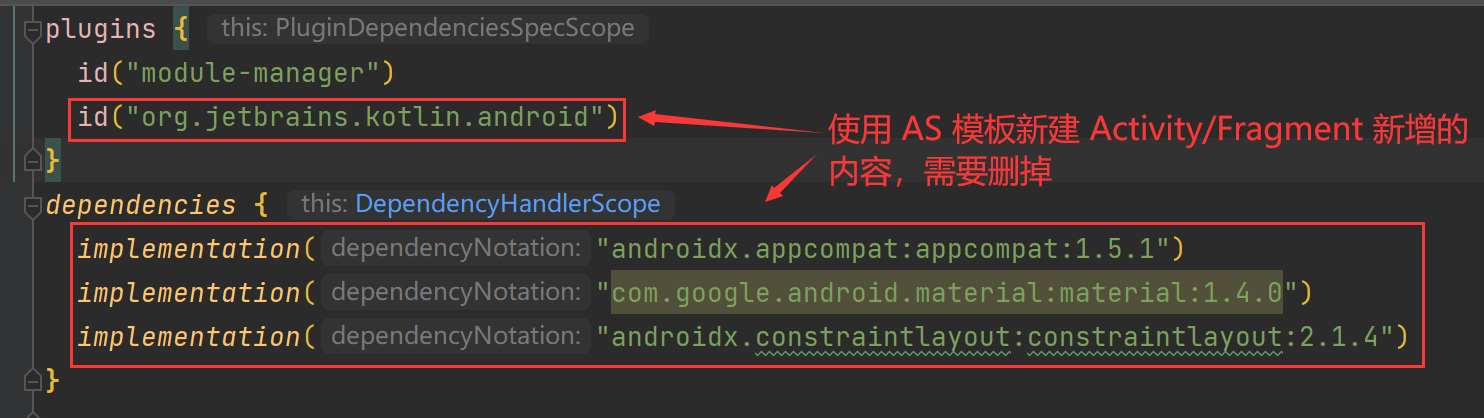 plugins { this: PluginDependenciesSpecScope
id("module-manager")
id("org.jetbrains.kotlin.android")
使用 AS 模板新建 Activity/Fragment 新增的
内容，需要删掉
}
dependencies { this: DependencyHandlerScope
implementation( dependencyNotation: "androidx.appcompat:appcompat:1.5.1")
implementation( dependencyNotation: "com.google.android.material:material:1.4.0")
implementation( dependencyNotation: "androidx.constraintlayout:constraintlayout:2.1.4")
}